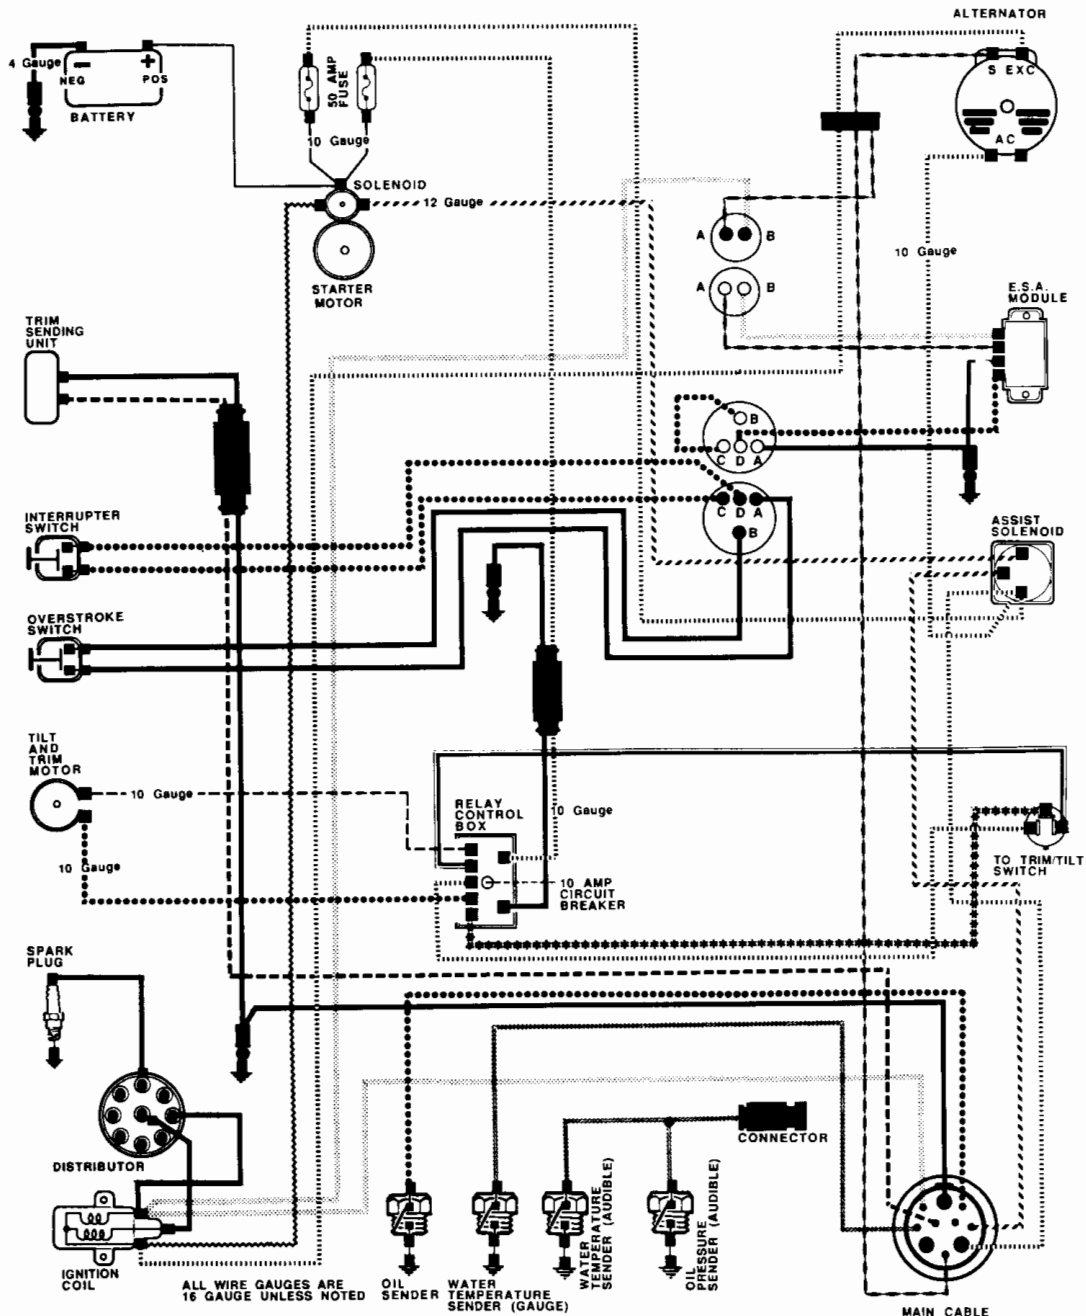 ALTERNATOR
4 Gauge
NEG
POS
BATTERY
50 AMP
FUSE
10 Gauge
SOLENOID
12 Gauge
STARTER
MOTOR
S EXC
AC
A
B
A
B
10 Gauge
E.S.A.
MODULE
TRIM
SENDING
UNIT
B
C D A
C D A
B
INTERRUPTER
SWITCH
ASSIST
SOLENOID
OVERSTROKE
SWITCH
TILT
AND
TRIM
MOTOR
10 Gauge
10 Gauge
RELAY
CONTROL
BOX
10 Gauge
10 AMP
CIRCUIT
BREAKER
TO TRIM/TILT
SWITCH
SPARK
PLUG
DISTRIBUTOR
CONNECTOR
IGNITION
COIL
ALL WIRE GAUGES ARE
16 GAUGE UNLESS NOTED
OIL
SENDER
WATER
TEMPERATURE
SENDER (GAUGE)
WATER
TEMPERATURE
SENDER (AUDIBLE)
OIL
PRESSURE
SENDER (AUDIBLE)
MAIN CABLE